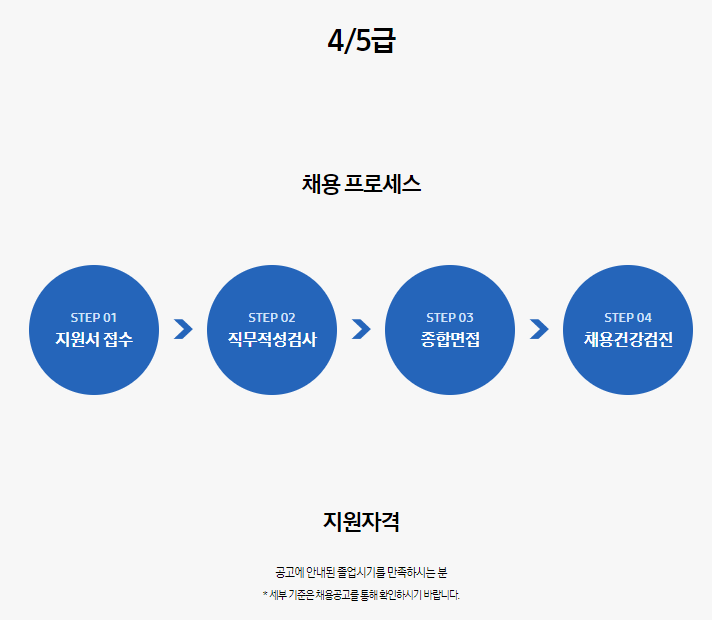 4/5급
채용 프로세스
STEP 01
지원서 접수
STEP 02
직무적성검사
STEP 03
종합면접
STEP 04
채용건강검진
지원자격
공고에 안내된 졸업시기를 만족하시는 분
* 세부 기준은 채용공고를 통해 확인하시기 바랍니다.